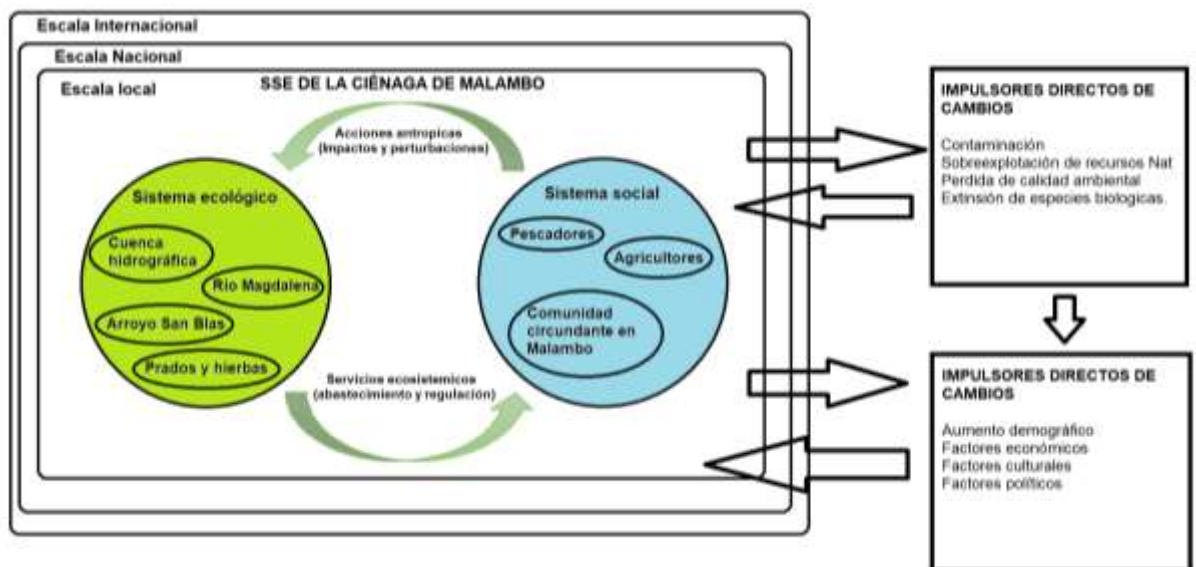 Escala Internacional
Escala Nacional
Escala local
SSE DE LA CIÉNAGA DE MALAMBO
Acciones antropicas
(Impactos y perturbaciones)
Sistema ecológico
Cuenca
hidrográfica
Río Magdalena
Arroyo San Blas
Prados y hierbas
Sistema social
Pescadores
Agricultores
Comunidad
circundante en
Malambo
Servicios ecosistemicos
(abastecimiento y regulación)
IMPULSORES DIRECTOS DE
CAMBIOS
Contaminación
Sobreexplotación de recursos Nat
Perdida de calidad ambiental
Extinsión de especies biologicas.
IMPULSORES DIRECTOS DE
CAMBIOS
Aumento demográfico
Factores económicos
Factores culturales
Factores políticos